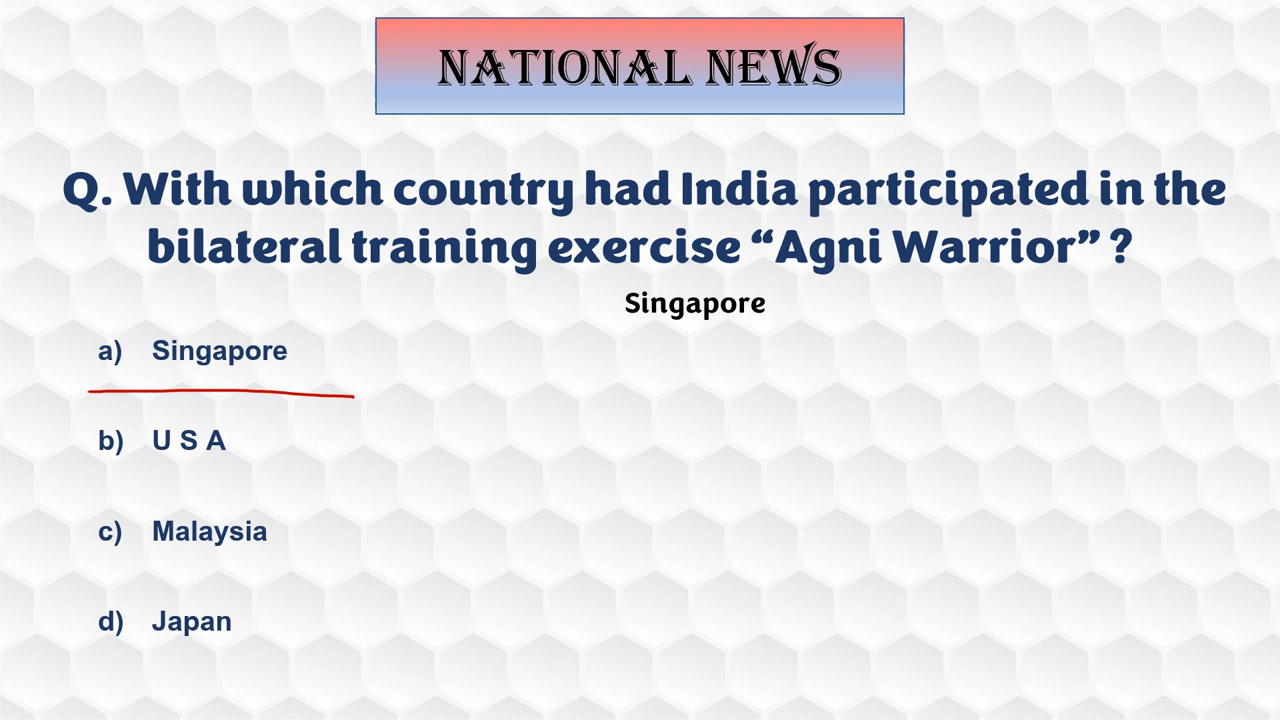 NATIONAL NEWS
Q. With which country had India participated in the
bilateral training exercise “Agni Warrior” ?
Singapore
a) Singapore
b) U S A
c) Malaysia
d) Japan